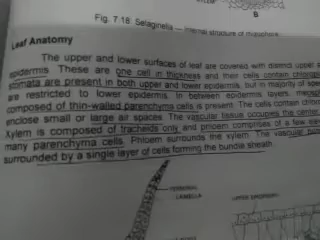 B
Fig. 7.18. Selaginella — Internal structure of
Leaf Anatomy
The upper and lower surfaces of leaf are covered with
epidermis. These are one cell in thickness and their cells contain
stomata are present in both upper and lower epidermis, but in majority of
are restricted to lower epidermis. In between epidermis layers,
composed of thin-walled parenchyma cells is present. The cells contain
enclose small or large air spaces. The vascular tissue occupies the
Xylem is composed of tracheids only and phloem comprises of a few
many parenchyma cells. Phloem surrounds the xylem. The vascular
surrounded by a single layer of cells forming the bundle sheath.
LAMELLA
UPPER EPIDERMIS